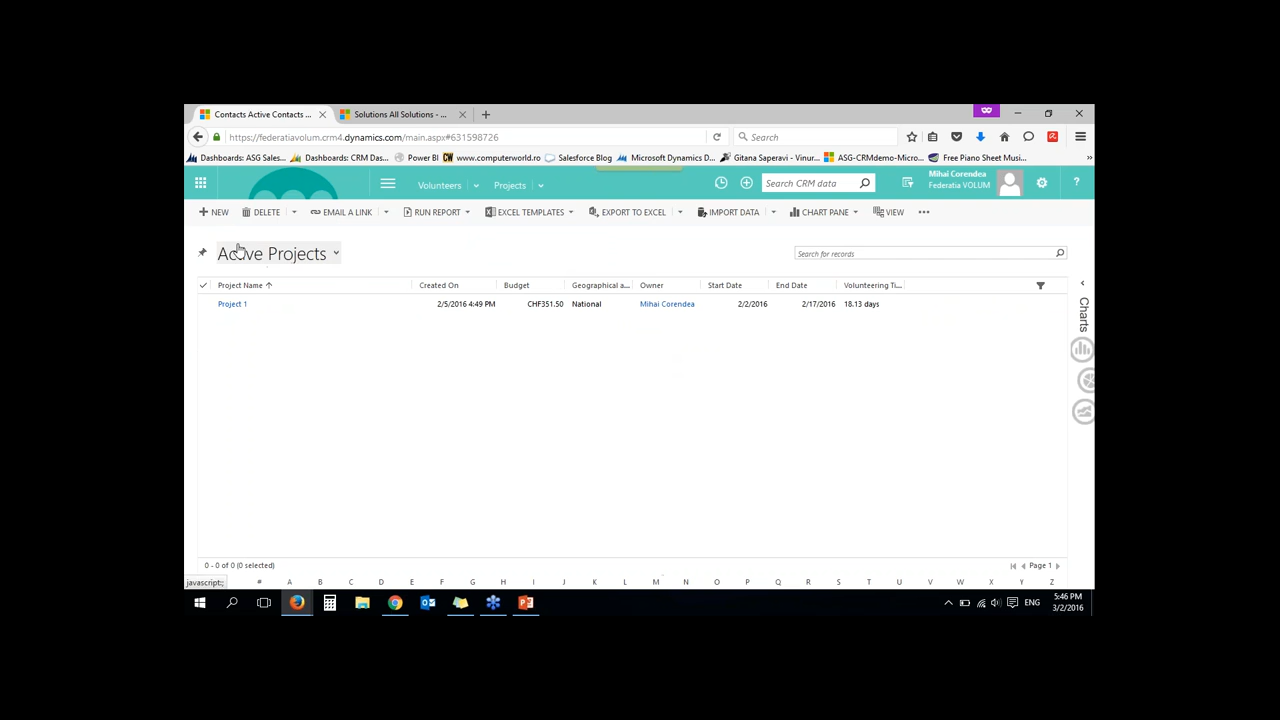 Contacts Active Contacts ...
Solutions All Solutions - ...
https://federatiavolum.crm4.dynamics.com/main.aspx#631598726
Search
Dashboards: ASG Sales...
Dashboards: CRM Das...
Power BI
www.computerworld.ro
Salesforce Blog
Microsoft Dynamics D...
Gitana Saperavi - Vinur...
ASG-CRMdemo-Micro...
Free Piano Sheet Musi...
Volunteers
Projects
Search CRM data
Mihai Corendea
Federatia VOLUM
NEW
DELETE
EMAIL A LINK
RUN REPORT
EXCEL TEMPLATES
EXPORT TO EXCEL
IMPORT DATA
CHART PANE
VIEW
Active Projects
Search for records
Project Name
Created On
Budget
Geographical a...
Owner
Start Date
End Date
Volunteering Ti...
Project 1
2/5/2016 4:49 PM
CHF351.50
National
Mihai Corendea
2/2/2016
2/17/2016
18.13 days
Charts
0 - 0 of 0 (0 selected)
Page 1
javascript:;
# A B C D E F G H I J K L M N O P Q R S T U V W X Y Z
ENG
5:46 PM
3/2/2016